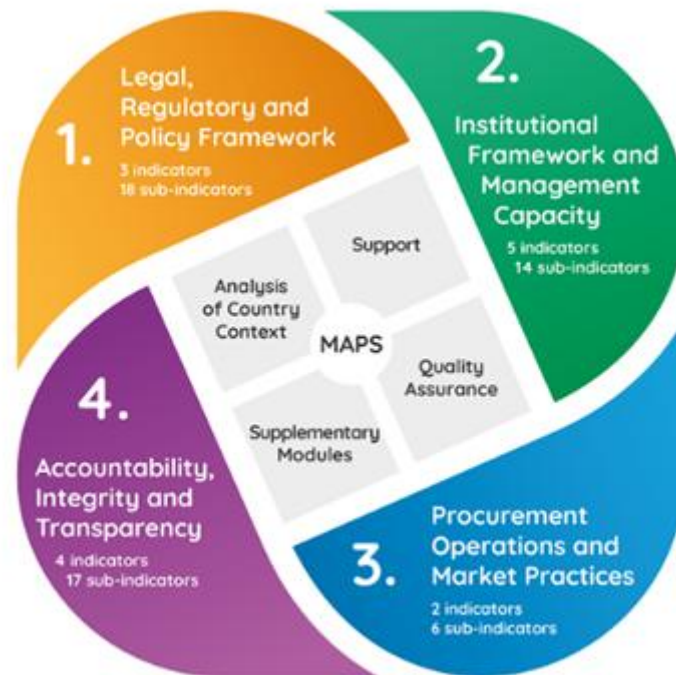 1.
Legal,
Regulatory and
Policy Framework
3 indicators
18 sub-indicators
2.
Institutional
Framework and
Management
Capacity
5 indicators
14 sub-indicators
Support
Analysis
of Country
Context
MAPS
Quality
Assurance
Supplementary
Modules
3.
Procurement
Operations and
Market Practices
2 indicators
6 sub-indicators
4.
Accountability,
Integrity and
Transparency
4 indicators
17 sub-indicators